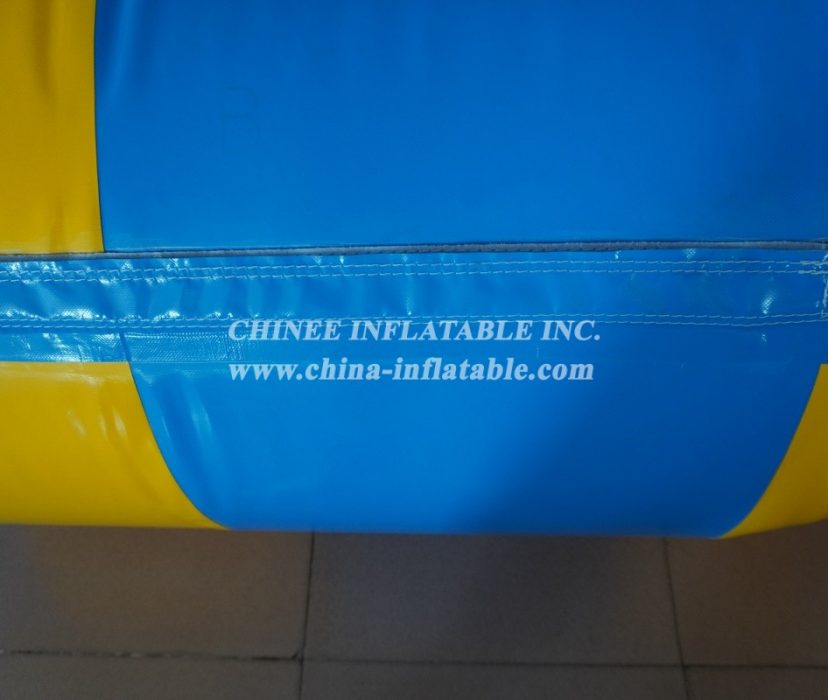 CHINEE INFLATABLE INC.
www.china-inflatable.com